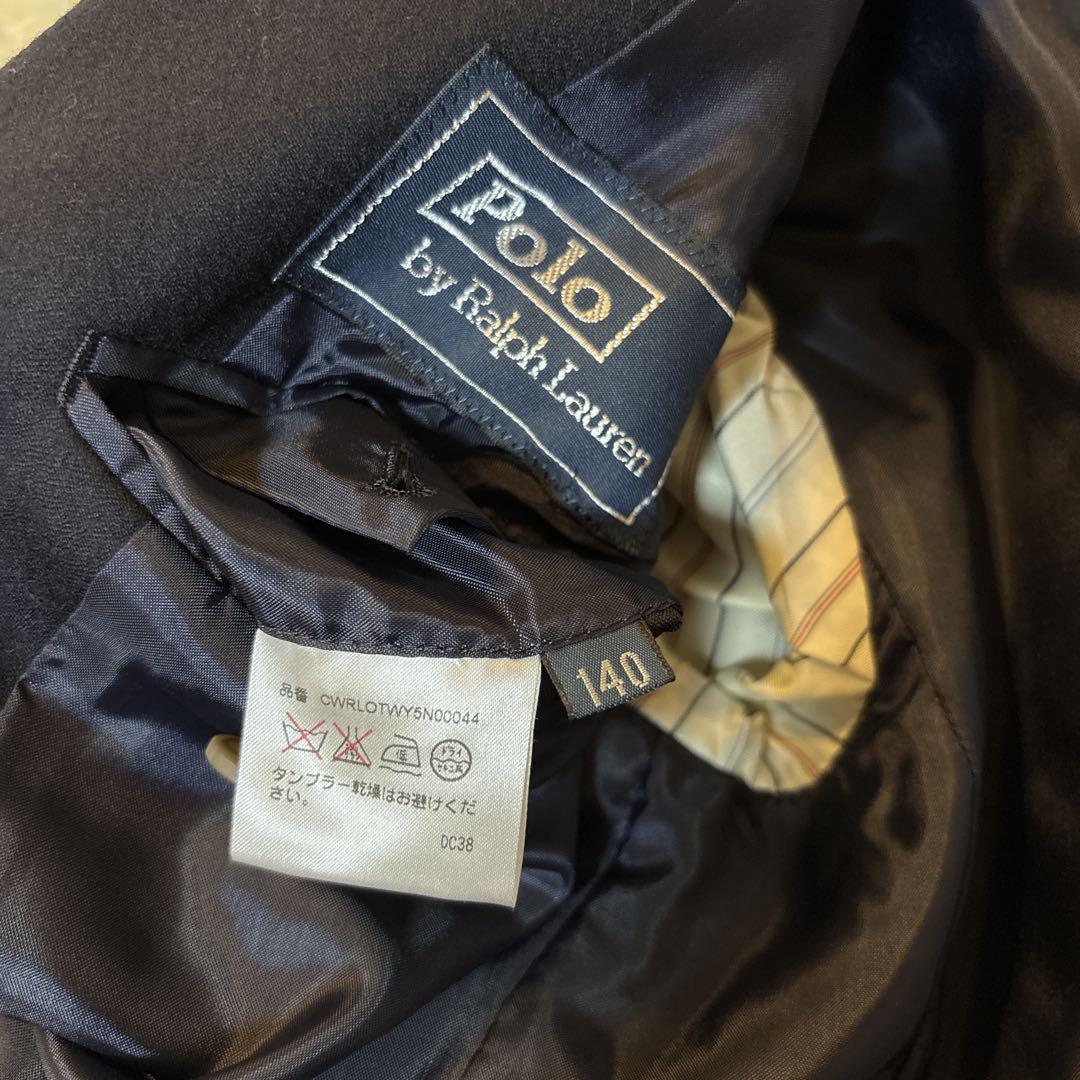 Polo
by Ralph Lauren
140
品番 CWRLOTWY5N00044
低 ドライ
タンブラー乾燥はお避けくだ
さい。
DC38